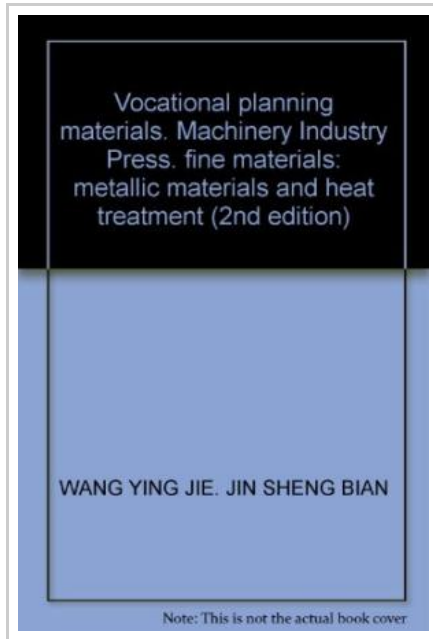 Vocational planning
materials. Machinery Industry
Press. fine materials:
metallic materials and heat
treatment (2nd edition)
WANG YING JIE. JIN SHENG BIAN
Note: This is not the actual book cover